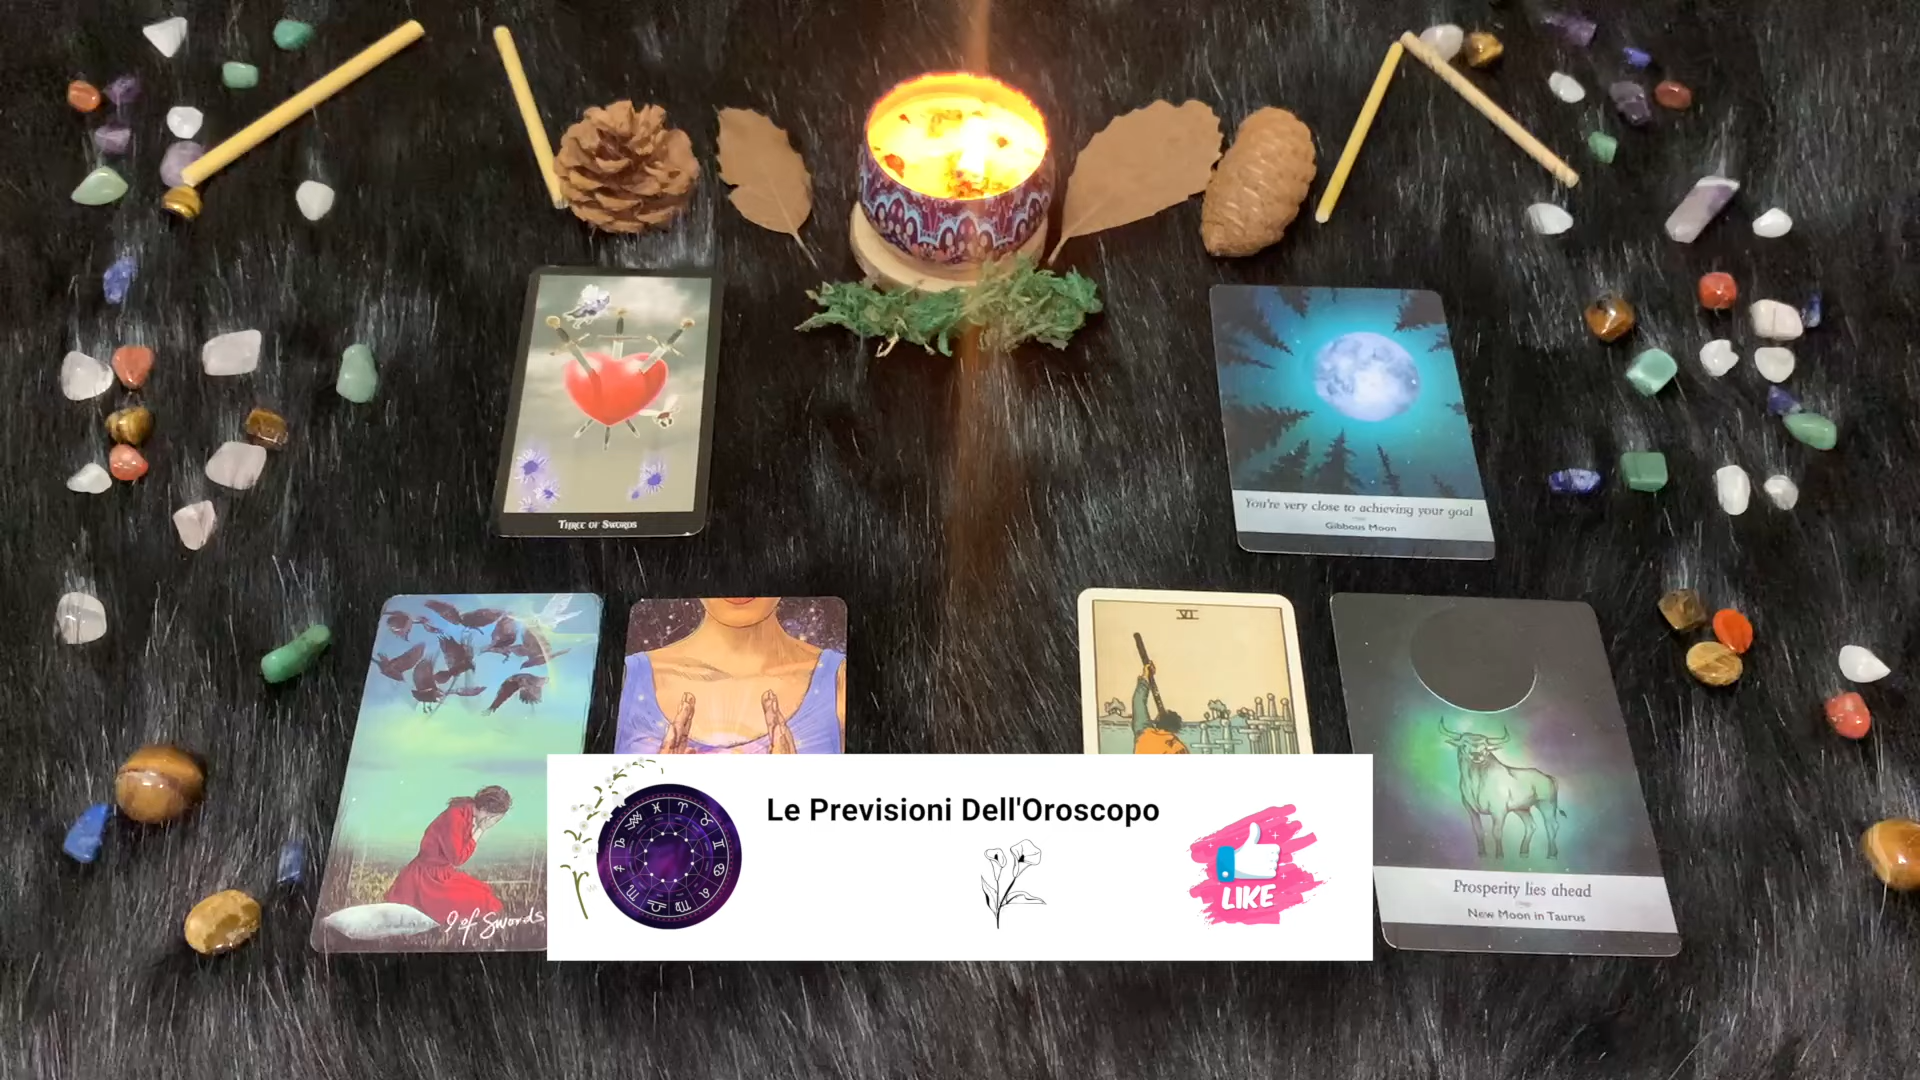 Three of Swords
You're very close to achieving your goal
Gibbous Moon
VI
9 of Swords
Le Previsioni Dell'Oroscopo
LIKE
Prosperity lies ahead
New Moon in Taurus